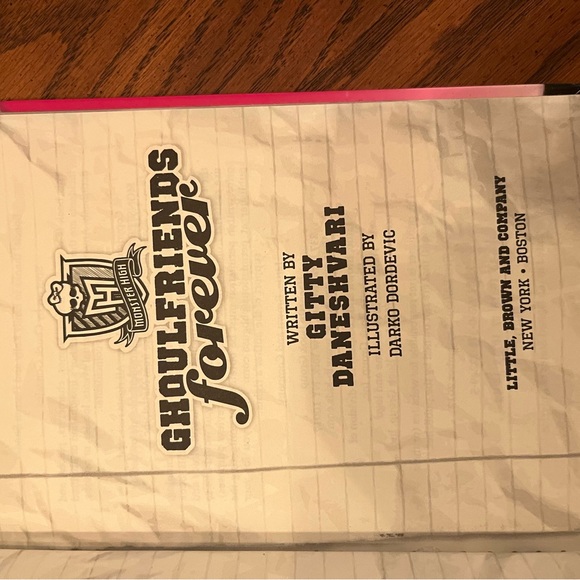 MONSTER HIGH
GHOULFRIENDS
forever
WRITTEN BY
GITTY
DANESHVARI
ILLUSTRATED BY
DARKO DORDEVIC
LITTLE, BROWN AND COMPANY
NEW YORK • BOSTON